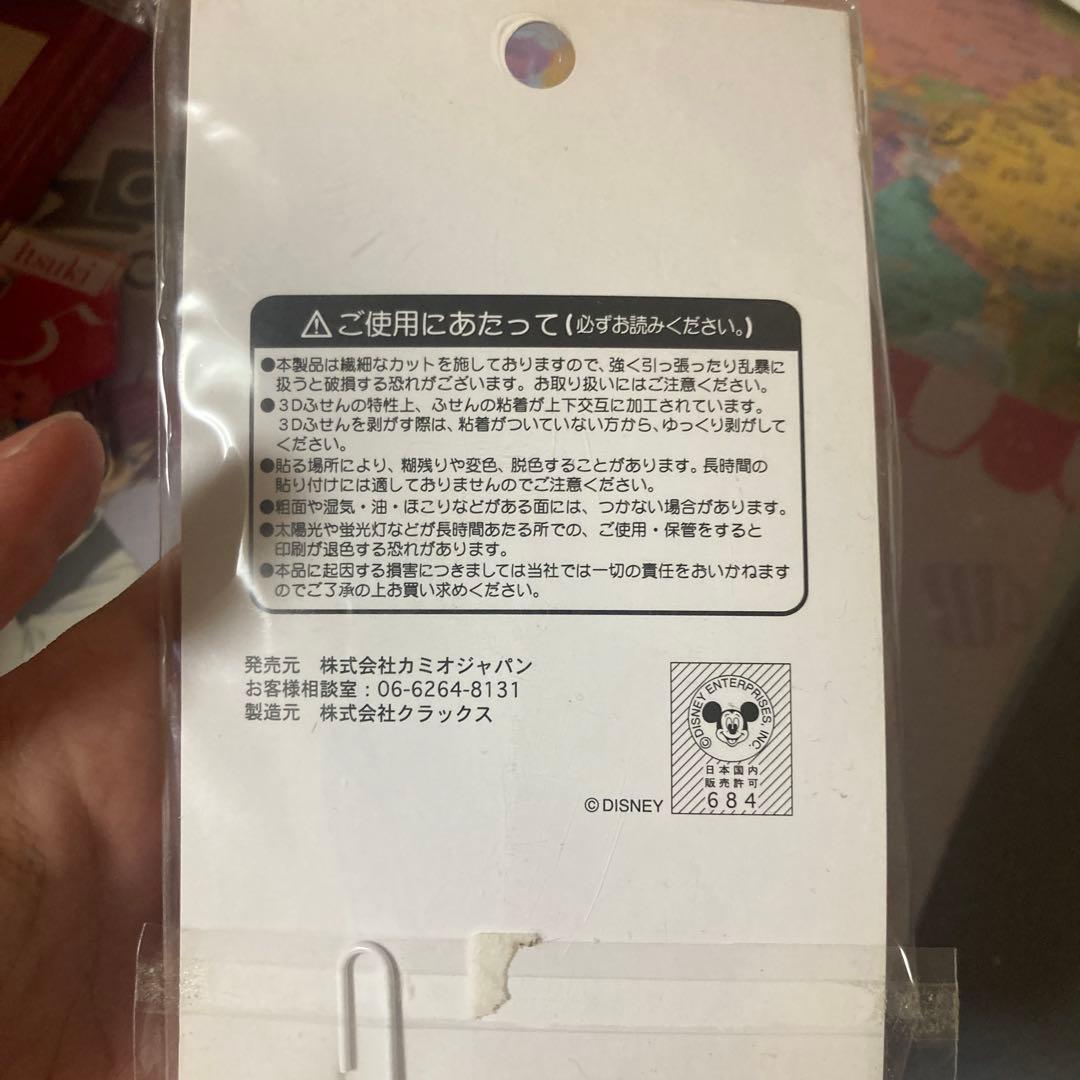 Itsuki
⚠ご使用にあたって(必ずお読みください。)
●本製品は繊細なカットを施しておりますので、強く引っ張ったり乱暴に
扱うと破損する恐れがございます。お取り扱いにはご注意ください。
●3Dふせんの特性上、ふせんの粘着が上下交互に加工されています。
3Dふせんを剥がす際は、粘着がついていない方から、ゆっくり剥がして
ください。
●貼る場所により、糊残りや変色、脱色することがあります。長時間の
貼り付けには適しておりませんのでご注意ください。
●粗面や湿気・油・ほこりなどがある面には、つかない場合があります。
●太陽光や蛍光灯などが長時間あたる所での、ご使用・保管をすると
印刷が退色する恐れがあります。
●本品に起因する損害につきましては当社では一切の責任をおいかねます
のでご了承の上お買い求めください。
発売元 株式会社カミオジャパン
お客様相談室:06-6264-8131
製造元 株式会社クラックス
©DISNEY ENTERPRISES, INC.
日本国内
販売許可
684
©DISNEY